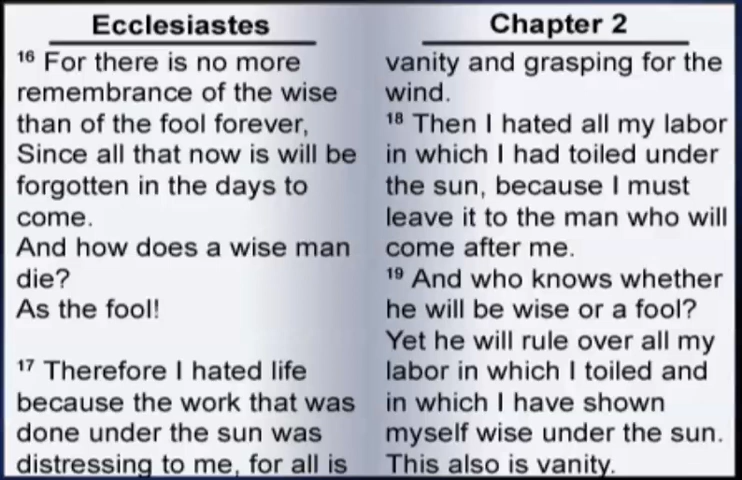 Ecclesiastes
16 For there is no more
remembrance of the wise
than of the fool forever,
Since all that now is will be
forgotten in the days to
come.
And how does a wise man
die?
As the fool!
17 Therefore I hated life
because the work that was
done under the sun was
distressing to me, for all is
Chapter 2
vanity and grasping for the
wind.
18 Then I hated all my labor
in which I had toiled under
the sun, because I must
leave it to the man who will
come after me.
19 And who knows whether
he will be wise or a fool?
Yet he will rule over all my
labor in which I toiled and
in which I have shown
myself wise under the sun.
This also is vanity.